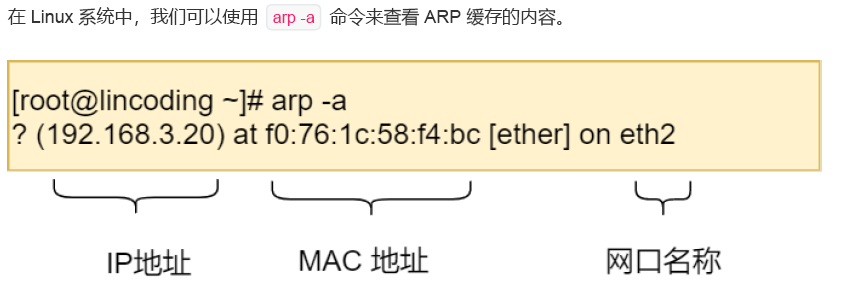 在 Linux 系统中，我们可以使用 arp -a 命令来查看 ARP 缓存的内容。
[root@lincoding ~]# arp -a
? (192.168.3.20) at f0:76:1c:58:f4:bc [ether] on eth2
IP地址 MAC 地址 网口名称